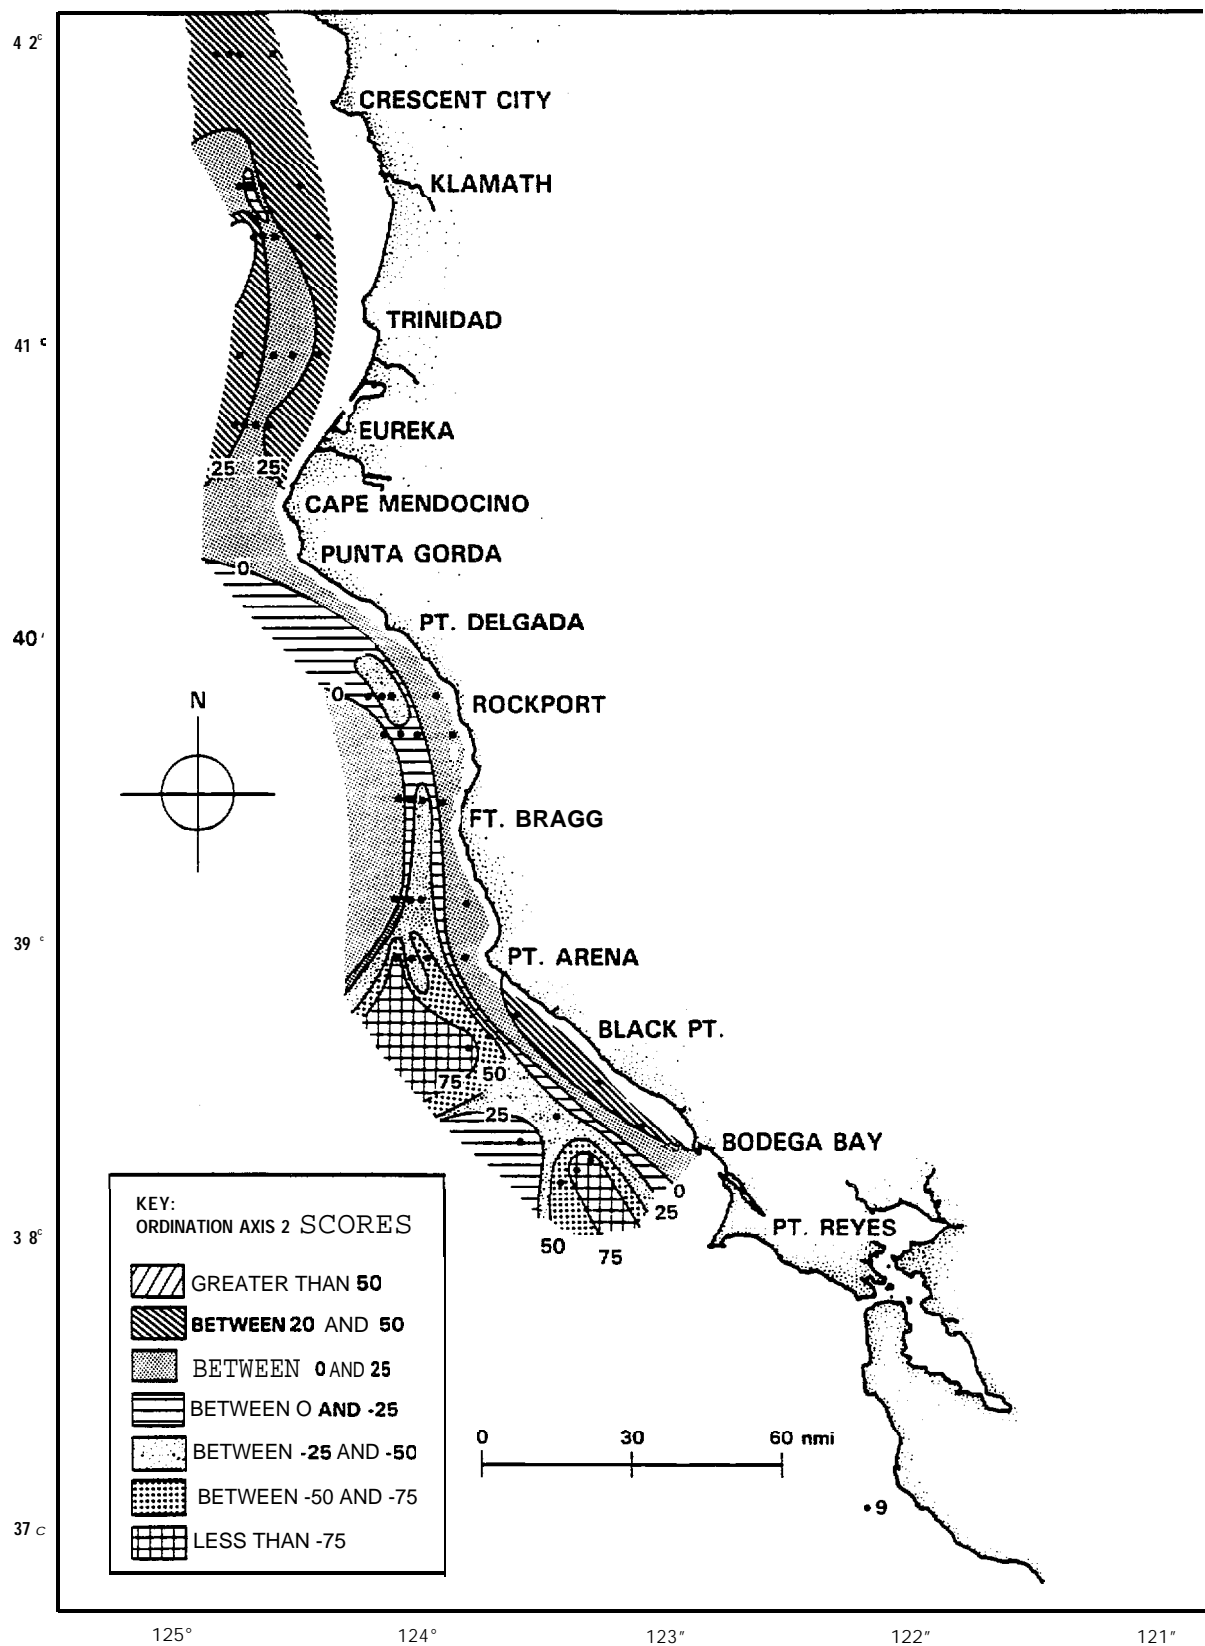 4 2°
CRESCENT CITY
KLAMATH
TRINIDAD
41 °
EUREKA
25 25
CAPE MENDOCINO
PUNTA GORDA
0
PT. DELGADA
40'
N
0
ROCKPORT
FT. BRAGG
39 °
PT. ARENA
BLACK PT.
50
75
25
BODEGA BAY
0
25
PT. REYES
3 8°
50
75
KEY:
ORDINATION AXIS 2 SCORES
GREATER THAN 50
BETWEEN 20 AND 50
BETWEEN 0 AND 25
BETWEEN O AND -25
BETWEEN -25 AND -50
BETWEEN -50 AND -75
LESS THAN -75
0 30 60 nmi
9
37 C
125° 124° 123" 122" 121"